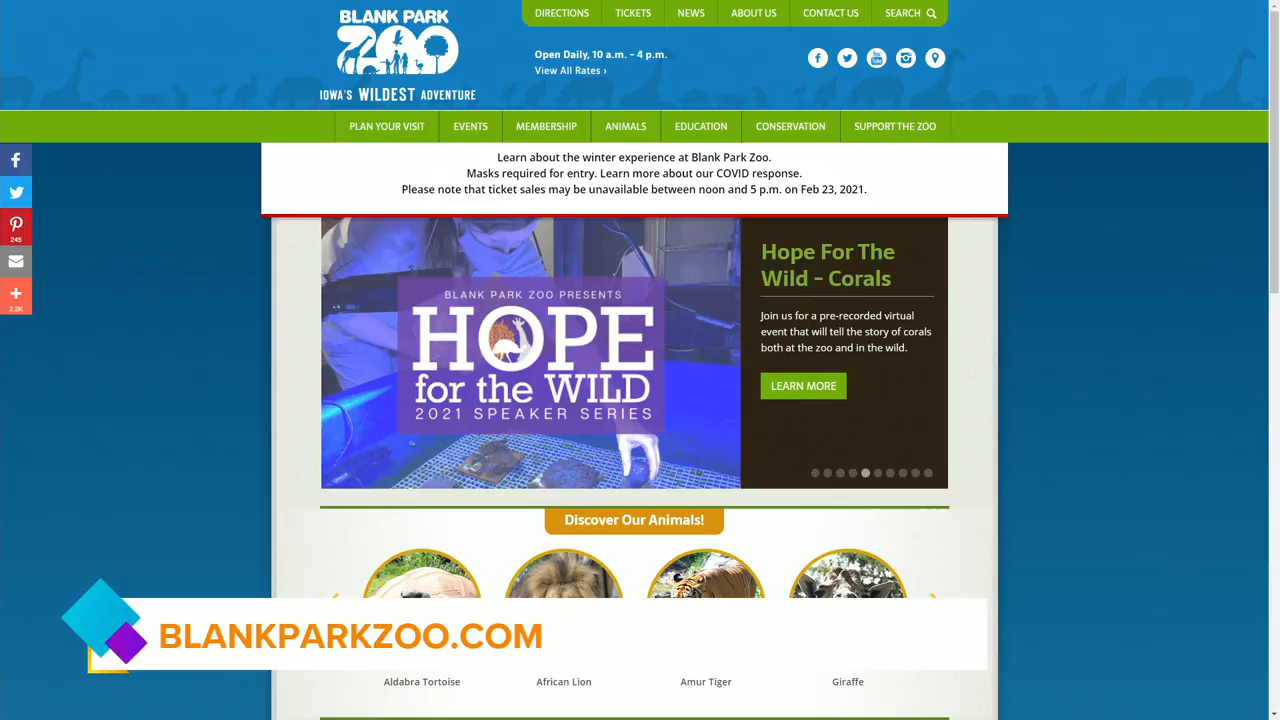 BLANK PARK
ZOO
IOWA'S WILDEST ADVENTURE
DIRECTIONS
TICKETS
NEWS
ABOUT US
CONTACT US
SEARCH
Open Daily, 10 a.m. - 4 p.m.
View All Rates ›
PLAN YOUR VISIT
EVENTS
MEMBERSHIP
ANIMALS
EDUCATION
CONSERVATION
SUPPORT THE ZOO
Learn about the winter experience at Blank Park Zoo.
Masks required for entry. Learn more about our COVID response.
Please note that ticket sales may be unavailable between noon and 5 p.m. on Feb 23, 2021.
245
2.2K
BLANK PARK ZOO PRESENTS
HOPE
for the WILD
2021 SPEAKER SERIES
Hope For The
Wild - Corals
Join us for a pre-recorded virtual
event that will tell the story of corals
both at the zoo and in the wild.
LEARN MORE
Discover Our Animals!
BLANKPARKZOO.COM
Aldabra Tortoise
African Lion
Amur Tiger
Giraffe